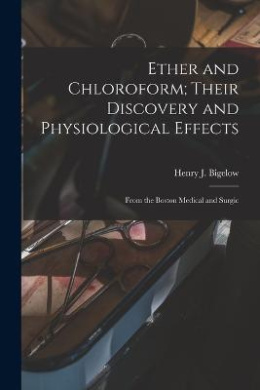 Ether and
Chloroform; Their
Discovery and
Physiological Effects
Henry J. Bigelow
From the Boston Medical and Surgic